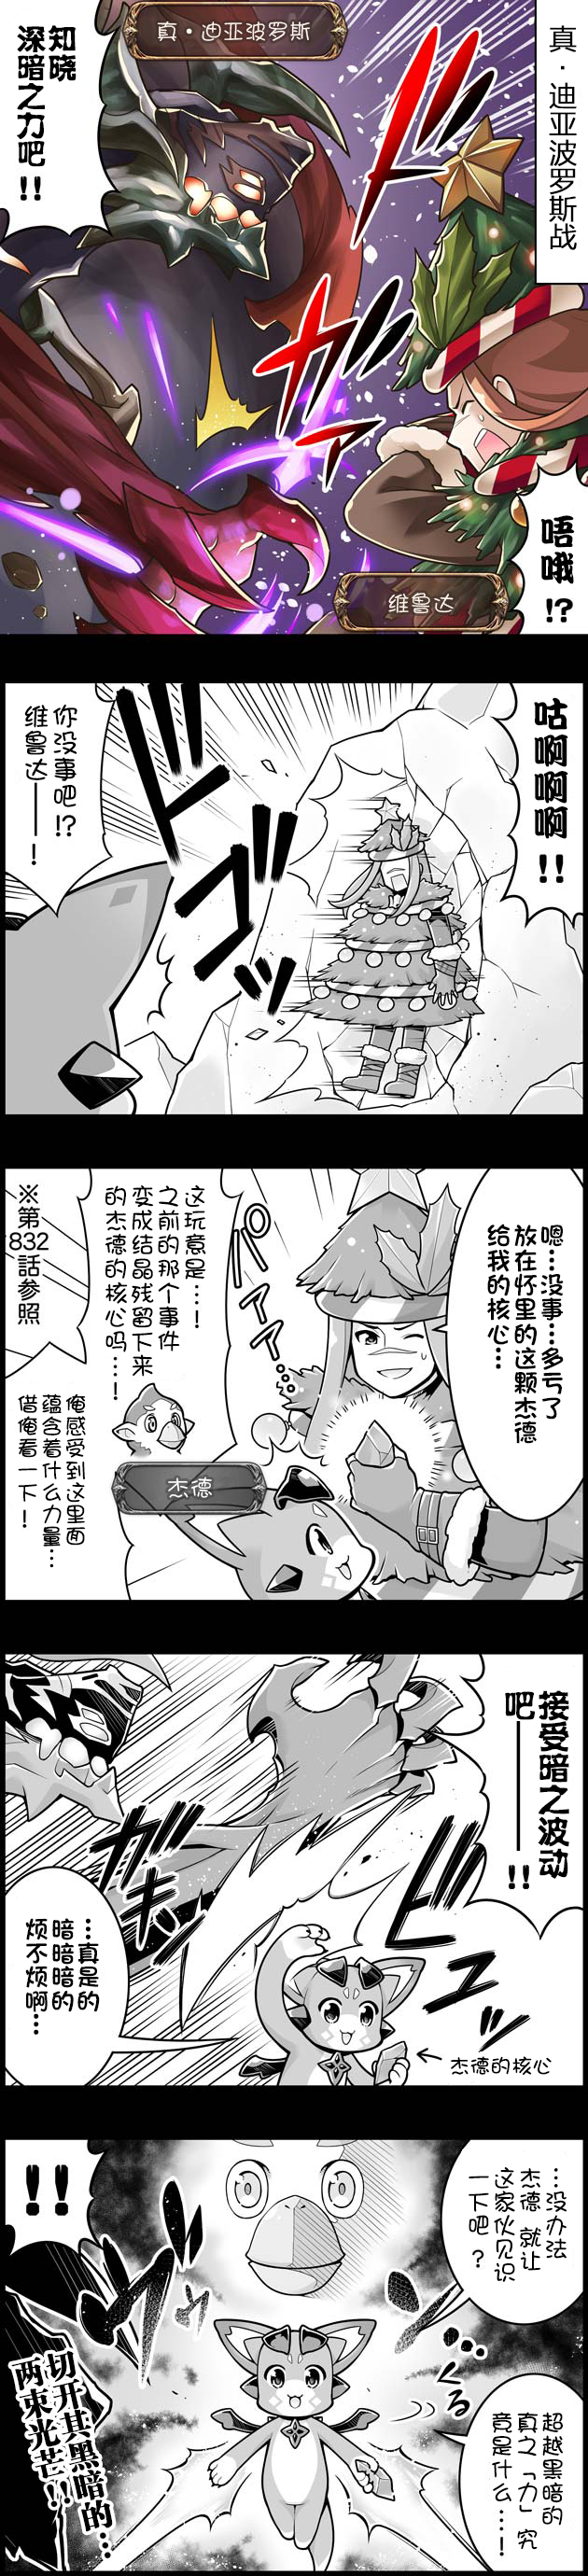 真・迪亚波罗斯战
真・迪亚波罗斯
知晓
深暗之力吧!!
ドガァッ
唔哦!?
维鲁达
咕啊啊啊!!
ドゴッ
你没事吧!?
维鲁达——!
嗯…没事…多亏了
放在怀里的这颗杰德
给我的核心…
パァァァ…
这玩意是…!
之前的那个事件
变成结晶残留下来
的杰德的核心吗…!
※第
832
話参照
杰德
俺感受到这里面
蕴含着什么力量…
借俺看一下!
接受暗之波动
吧——!!
ビュッ
ガキィ
杰德的核心
…真是的
暗暗暗的
烦不烦啊…
…没办法
杰德 就让
这家伙见识
一下吧?
!!
くるっ
超越黑暗的
真之「力」究
竟是什么…!
切开其黑暗的…
两束光芒!!